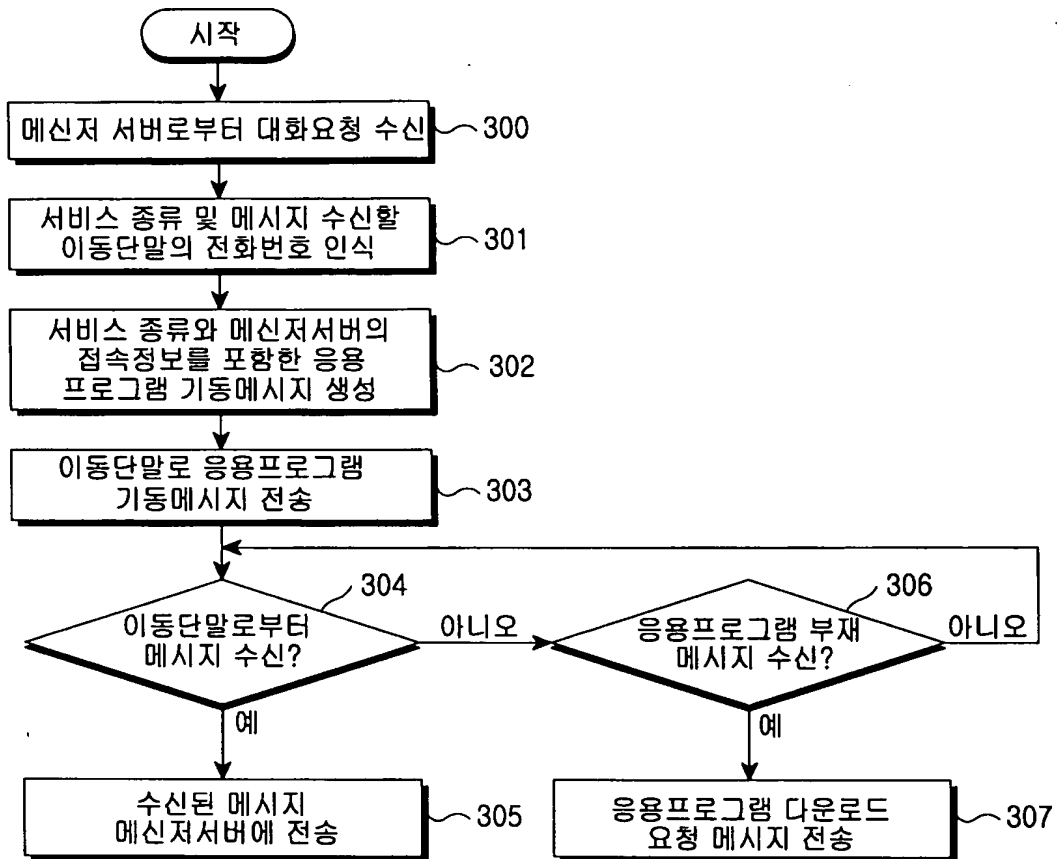 시작
메신저 서버로부터 대화요청 수신
300
서비스 종류 및 메시지 수신할
이동단말의 전화번호 인식
301
서비스 종류와 메신저서버의
접속정보를 포함한 응용
프로그램 기동메시지 생성
302
이동단말로 응용프로그램
기동메시지 전송
303
304
이동단말로부터
메시지 수신?
아니오
306
응용프로그램 부재
메시지 수신?
아니오
예
예
수신된 메시지
메신저서버에 전송
305
응용프로그램 다운로드
요청 메시지 전송
307